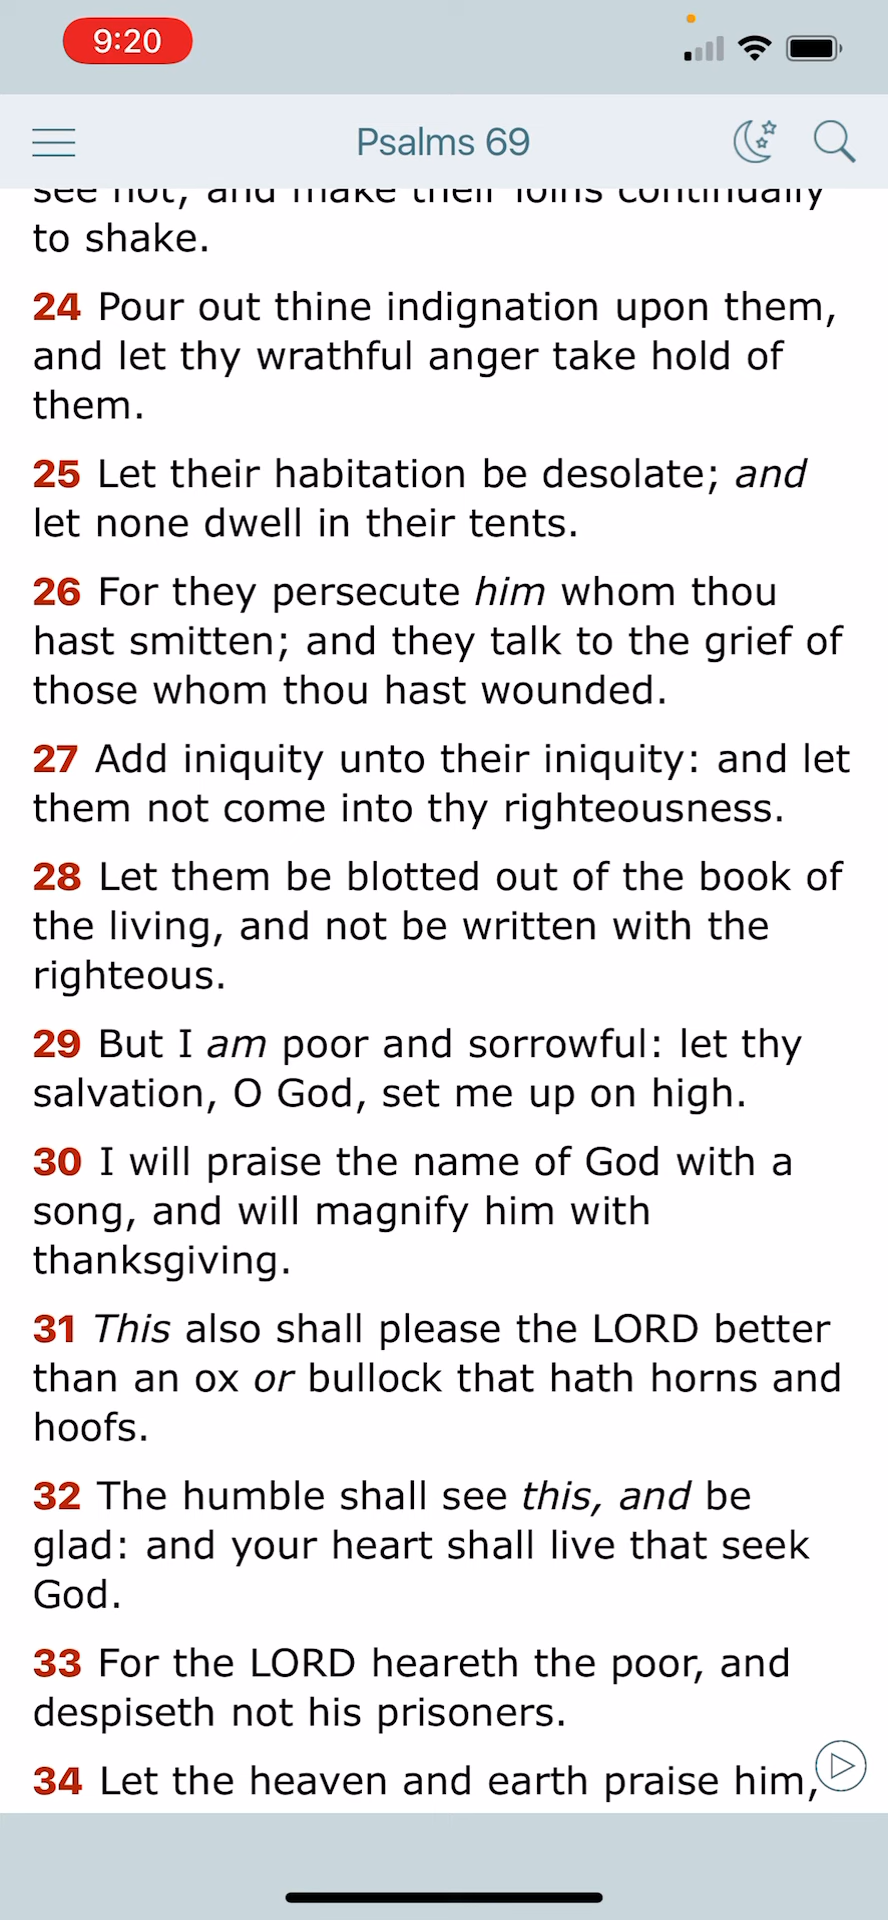 9:20
Psalms 69
see not, and make their loins continually
to shake.
24 Pour out thine indignation upon them,
and let thy wrathful anger take hold of
them.
25 Let their habitation be desolate; and
let none dwell in their tents.
26 For they persecute him whom thou
hast smitten; and they talk to the grief of
those whom thou hast wounded.
27 Add iniquity unto their iniquity: and let
them not come into thy righteousness.
28 Let them be blotted out of the book of
the living, and not be written with the
righteous.
29 But I am poor and sorrowful: let thy
salvation, O God, set me up on high.
30 I will praise the name of God with a
song, and will magnify him with
thanksgiving.
31 This also shall please the LORD better
than an ox or bullock that hath horns and
hoofs.
32 The humble shall see this, and be
glad: and your heart shall live that seek
God.
33 For the LORD heareth the poor, and
despiseth not his prisoners.
34 Let the heaven and earth praise him,